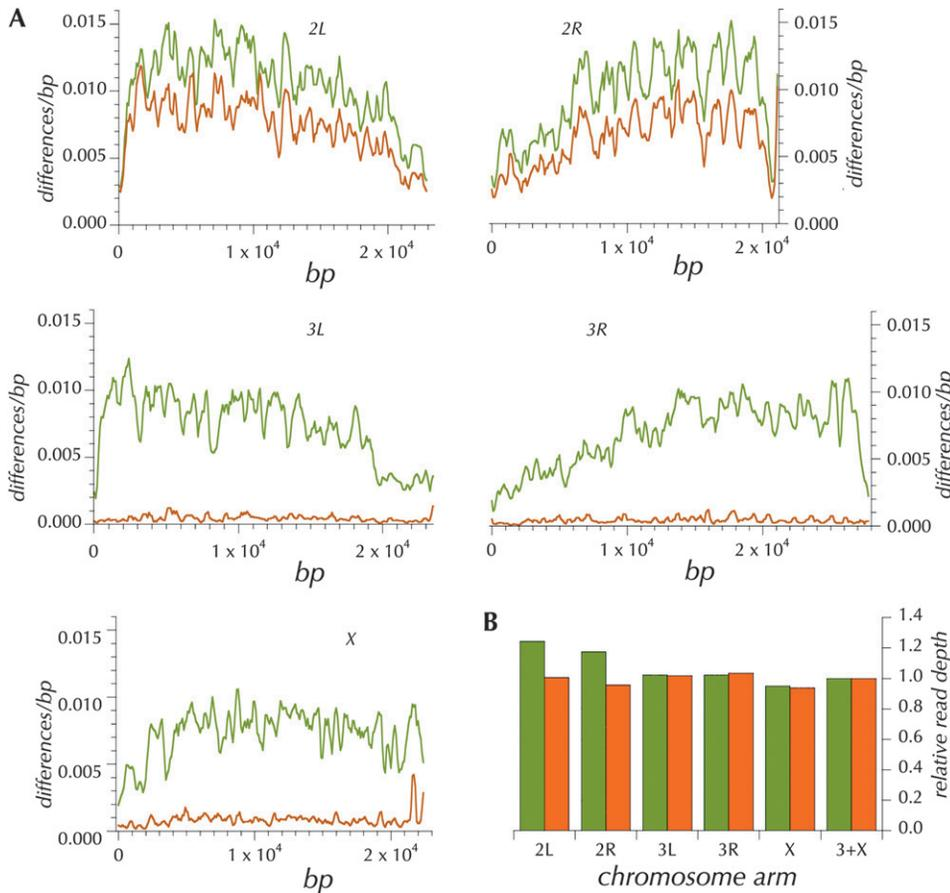 A
2L
2R
differences/bp
0.015
0.010
0.005
0.000
0
1 x 10⁴
2 x 10⁴
bp
0.015
0.010
0.005
0.000
differences/bp
0
1 x 10⁴
2 x 10⁴
bp
3L
3R
differences/bp
0.015
0.010
0.005
0.000
0
1 x 10⁴
2 x 10⁴
bp
0.015
0.010
0.005
0.000
differences/bp
0
1 x 10⁴
2 x 10⁴
bp
X
differences/bp
0.015
0.010
0.005
0.000
0
1 x 10⁴
2 x 10⁴
bp
B
1.4
1.2
1.0
0.8
0.6
0.4
0.2
0.0
relative read depth
2L 2R 3L 3R X 3+X
chromosome arm